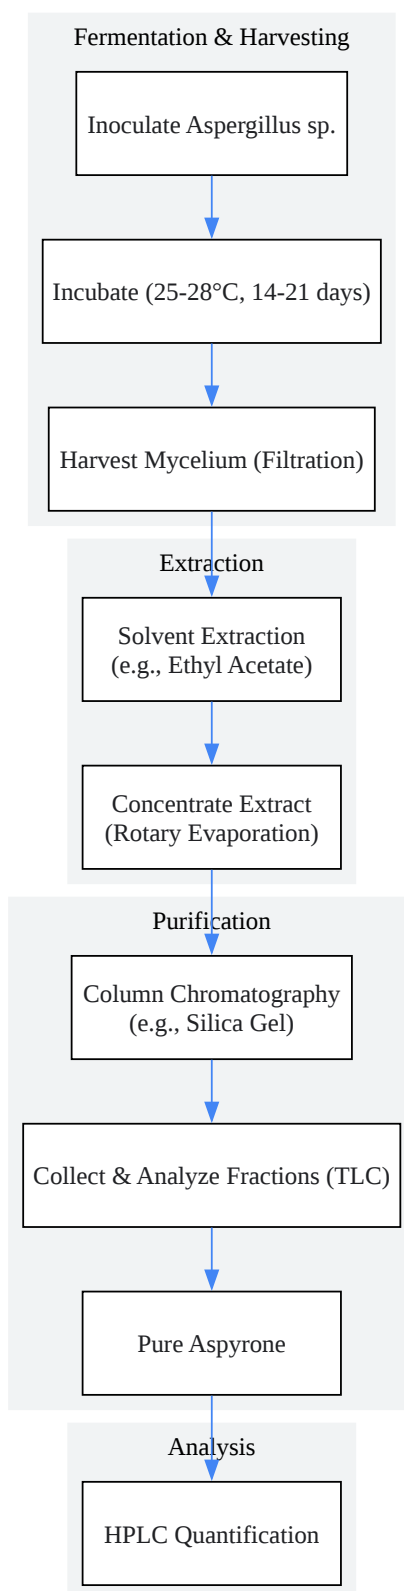 Fermentation & Harvesting
Inoculate Aspergillus sp.
Incubate (25-28°C, 14-21 days)
Harvest Mycelium (Filtration)
Extraction
Solvent Extraction
(e.g., Ethyl Acetate)
Concentrate Extract
(Rotary Evaporation)
Purification
Column Chromatography
(e.g., Silica Gel)
Collect & Analyze Fractions (TLC)
Pure Aspyrone
Analysis
HPLC Quantification